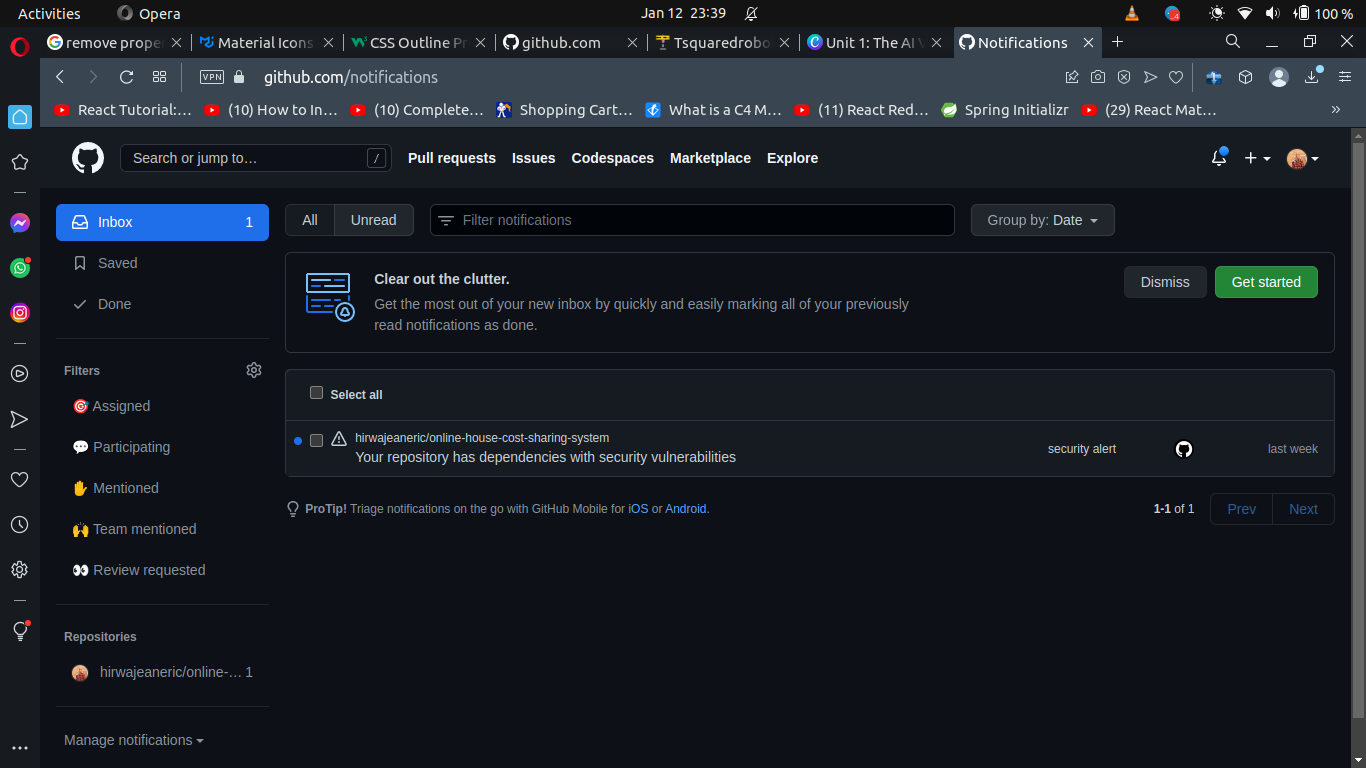 Activities Opera Jan 12 23:39 100 %
remove prope Material Icons CSS Outline Pr github.com Tsquaredrobo Unit 1: The AI Notifications
VPN github.com/notifications
React Tutorial:… (10) How to In… (10) Complete… Shopping Cart… What is a C4 M… (11) React Red… Spring Initializr (29) React Mat… »
Search or jump to… / Pull requests Issues Codespaces Marketplace Explore
Inbox 1
Saved
Done
Filters
Assigned
Participating
Mentioned
Team mentioned
Review requested
Repositories
hirwajeaneric/online-… 1
Manage notifications
All Unread Filter notifications Group by: Date
Clear out the clutter.
Get the most out of your new inbox by quickly and easily marking all of your previously
read notifications as done.
Dismiss Get started
Select all
hirwajeaneric/online-house-cost-sharing-system
Your repository has dependencies with security vulnerabilities
security alert last week
ProTip! Triage notifications on the go with GitHub Mobile for iOS or Android.
1-1 of 1 Prev Next